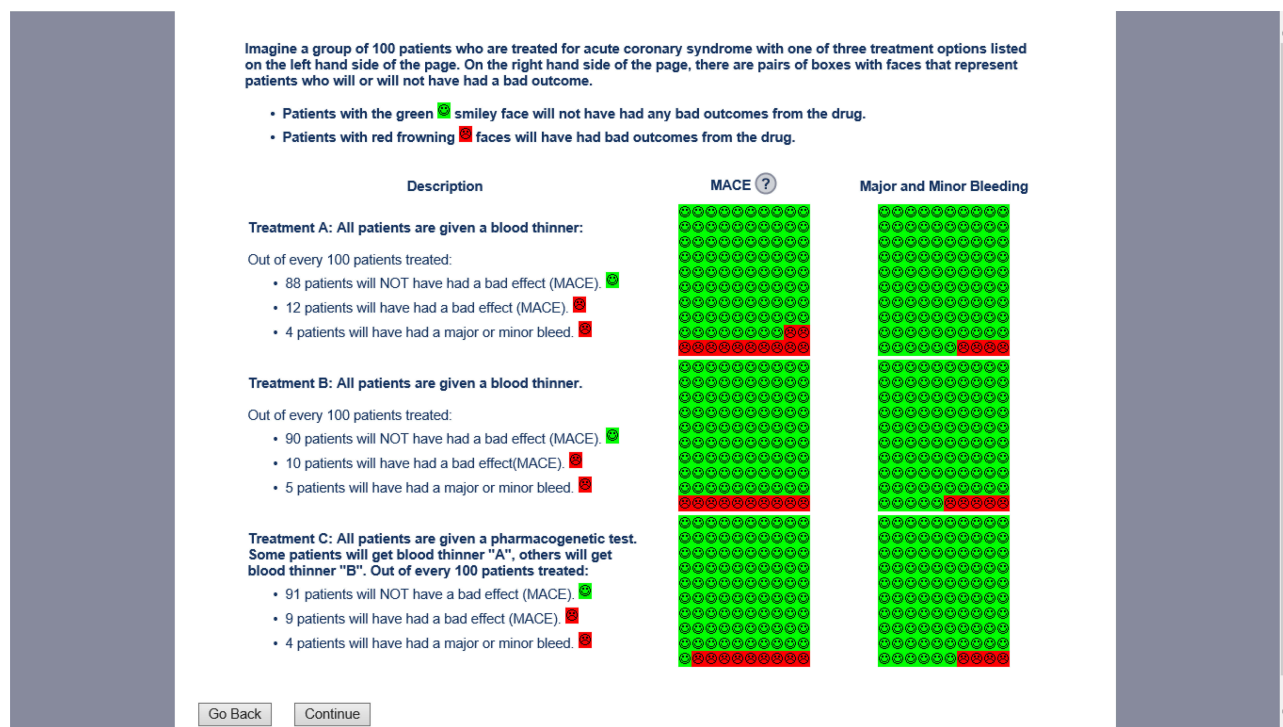 Imagine a group of 100 patients who are treated for acute coronary syndrome with one of three treatment options listed
on the left hand side of the page. On the right hand side of the page, there are pairs of boxes with faces that represent
patients who will or will not have had a bad outcome.
• Patients with the green smiley face will not have had any bad outcomes from the drug.
• Patients with red frowning faces will have had bad outcomes from the drug.
Description MACE ? Major and Minor Bleeding
Treatment A: All patients are given a blood thinner:
Out of every 100 patients treated:
• 88 patients will NOT have had a bad effect (MACE).
• 12 patients will have had a bad effect (MACE).
• 4 patients will have had a major or minor bleed.
Treatment B: All patients are given a blood thinner.
Out of every 100 patients treated:
• 90 patients will NOT have had a bad effect (MACE).
• 10 patients will have had a bad effect(MACE).
• 5 patients will have had a major or minor bleed.
Treatment C: All patients are given a pharmacogenetic test.
Some patients will get blood thinner "A", others will get
blood thinner "B". Out of every 100 patients treated:
• 91 patients will NOT have a bad effect (MACE).
• 9 patients will have had a bad effect (MACE).
• 4 patients will have had a major or minor bleed.
Go Back Continue